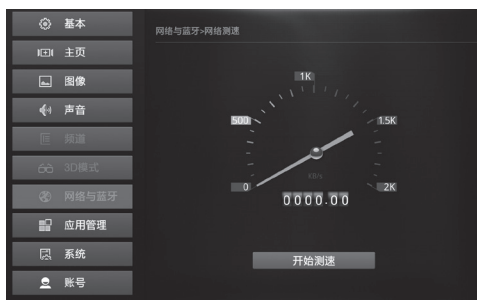 基本
主页
图像
声音
频道
3D模式
网络与蓝牙
应用管理
系统
账号
网络与蓝牙>网络测速
1K
500
1.5K
KB/s
0
2K
0000.00
开始测速